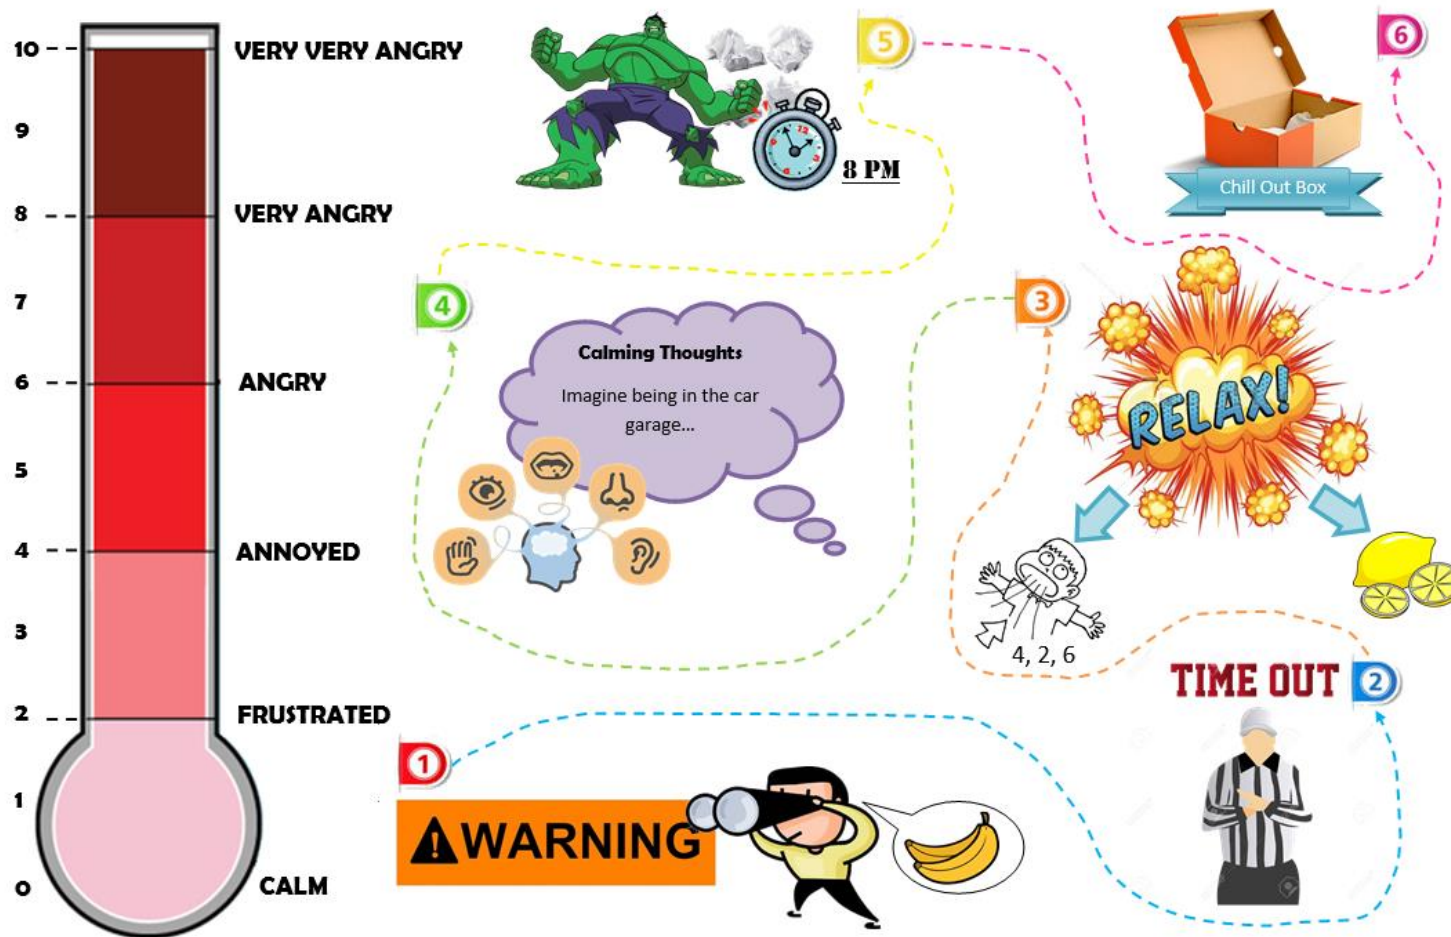 10
VERY VERY ANGRY
9
8
VERY ANGRY
7
6
ANGRY
5
4
ANNOYED
3
2
FRUSTRATED
1
0
CALM
1
WARNING
2
TIME OUT
3
RELAX!
4, 2, 6
4
Calming Thoughts
Imagine being in the car
garage...
5
12
8 PM
6
Chill Out Box